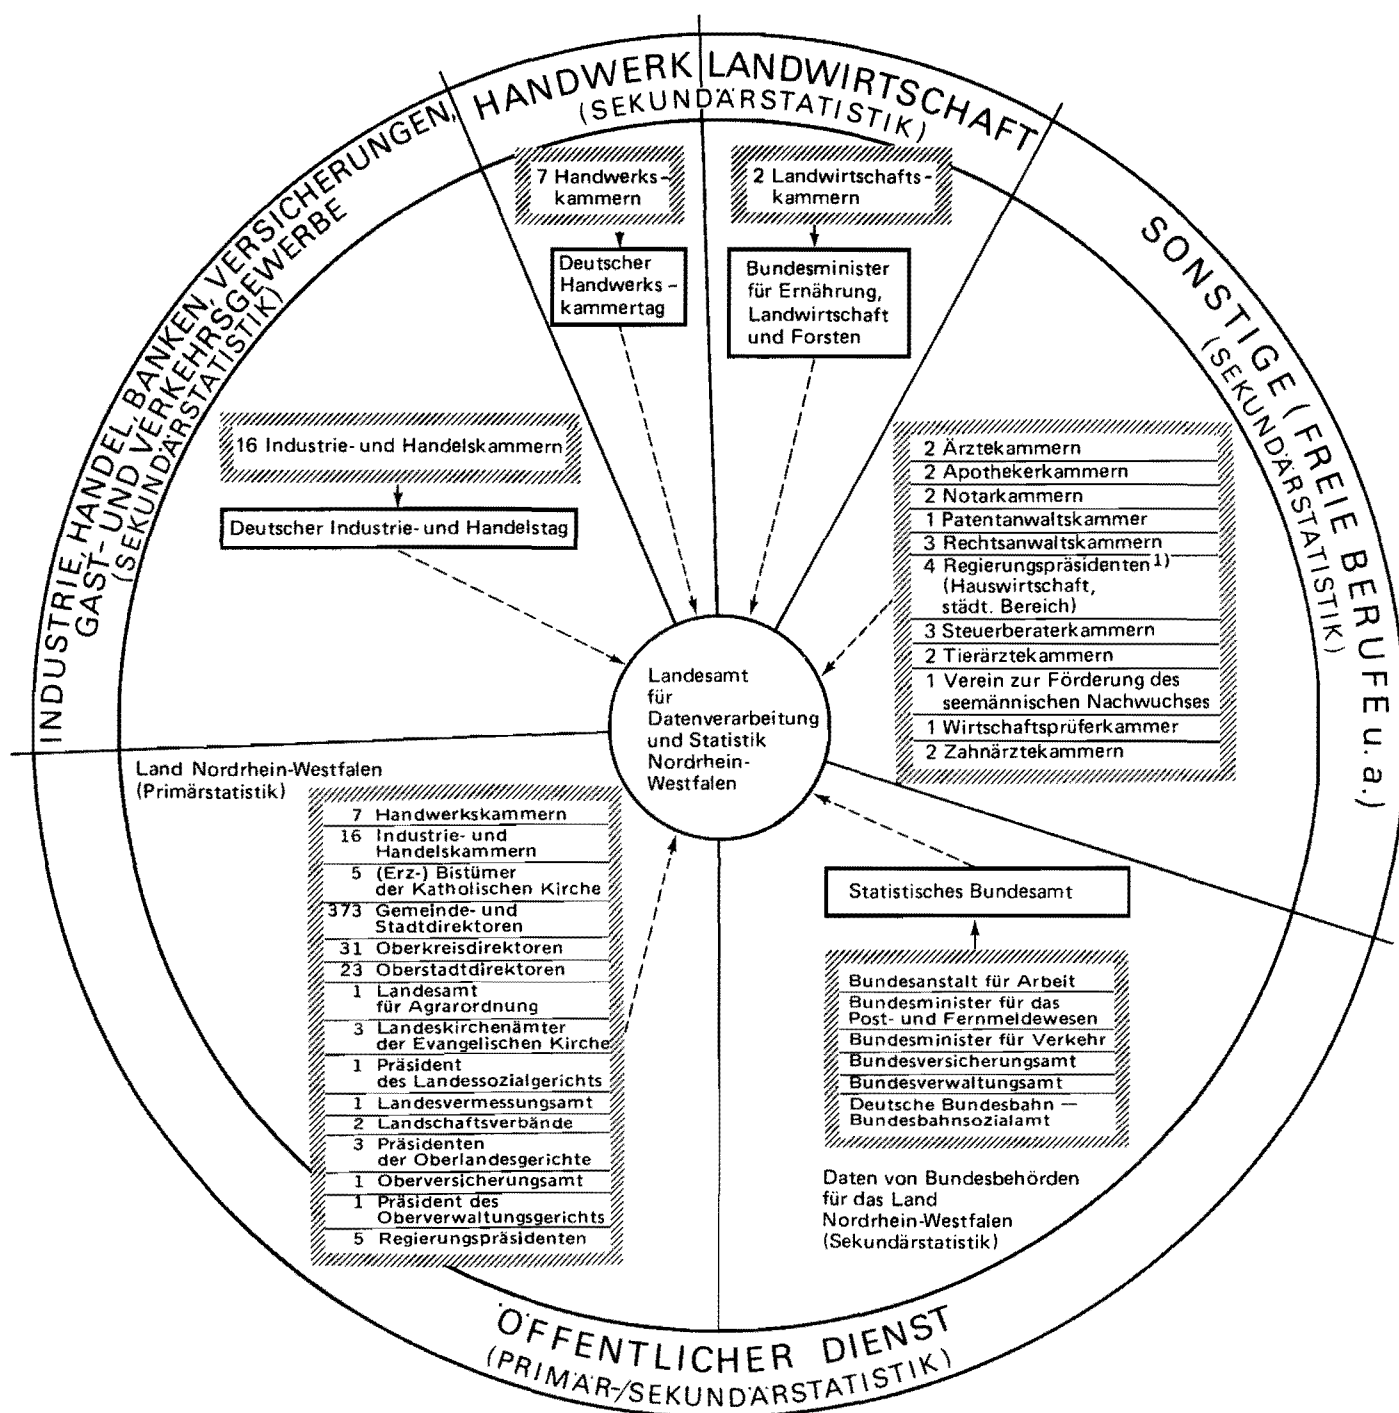 HANDWERK
LANDWIRTSCHAFT
(SEKUNDÄRSTATISTIK)
INDUSTRIE, HANDEL, BANKEN, VERSICHERUNGEN,
GAST- UND VERKEHRSGEWERBE
(SEKUNDÄRSTATISTIK)
SONSTIGE (FREIE BERUFE u. a.)
(SEKUNDÄRSTATISTIK)
7 Handwerks-
kammern
Deutscher
Handwerks-
kammertag
2 Landwirtschafts-
kammern
Bundesminister
für Ernährung,
Landwirtschaft
und Forsten
16 Industrie- und Handelskammern
Deutscher Industrie- und Handelstag
2 Ärztekammern
2 Apothekerkammern
2 Notarkammern
1 Patentanwaltskammer
3 Rechtsanwaltskammern
4 Regierungspräsidenten 1)
(Hauswirtschaft,
städt. Bereich)
3 Steuerberaterkammern
2 Tierärztekammern
1 Verein zur Förderung des
seemännischen Nachwuchses
1 Wirtschaftsprüferkammer
2 Zahnärztekammern
Landesamt
für
Datenverarbeitung
und Statistik
Nordrhein-
Westfalen
Land Nordrhein-Westfalen
(Primärstatistik)
7 Handwerkskammern
16 Industrie- und
Handelskammern
5 (Erz-) Bistümer
der Katholischen Kirche
373 Gemeinde- und
Stadtdirektoren
31 Oberkreisdirektoren
23 Oberstadtdirektoren
1 Landesamt
für Agrarordnung
3 Landeskirchenämter
der Evangelischen Kirche
1 Präsident
des Landessozialgerichts
1 Landesvermessungsamt
2 Landschaftsverbände
3 Präsidenten
der Oberlandesgerichte
1 Oberversicherungsamt
1 Präsident des
Oberverwaltungsgerichts
5 Regierungspräsidenten
Statistisches Bundesamt
Bundesanstalt für Arbeit
Bundesminister für das
Post- und Fernmeldewesen
Bundesminister für Verkehr
Bundesversicherungsamt
Bundesverwaltungsamt
Deutsche Bundesbahn —
Bundesbahnsozialamt
Daten von Bundesbehörden
für das Land
Nordrhein-Westfalen
(Sekundärstatistik)
ÖFFENTLICHER DIENST
(PRIMÄR-/SEKUNDÄRSTATISTIK)